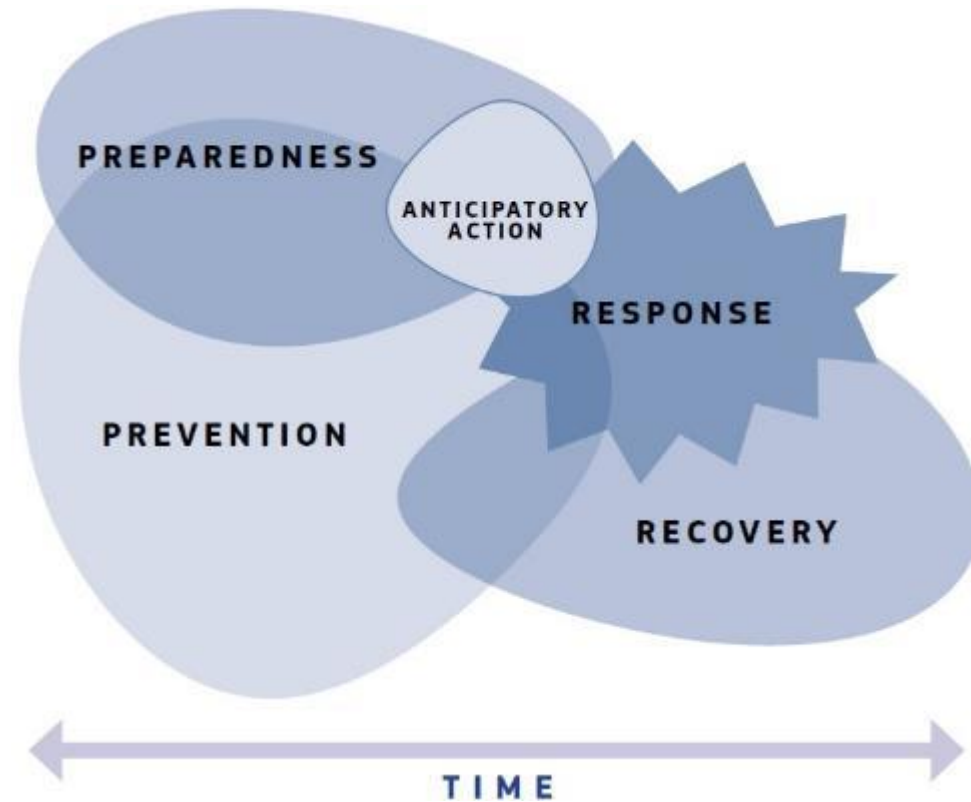 PREPAREDNESS
ANTICIPATORY
ACTION
RESPONSE
PREVENTION
RECOVERY
TIME